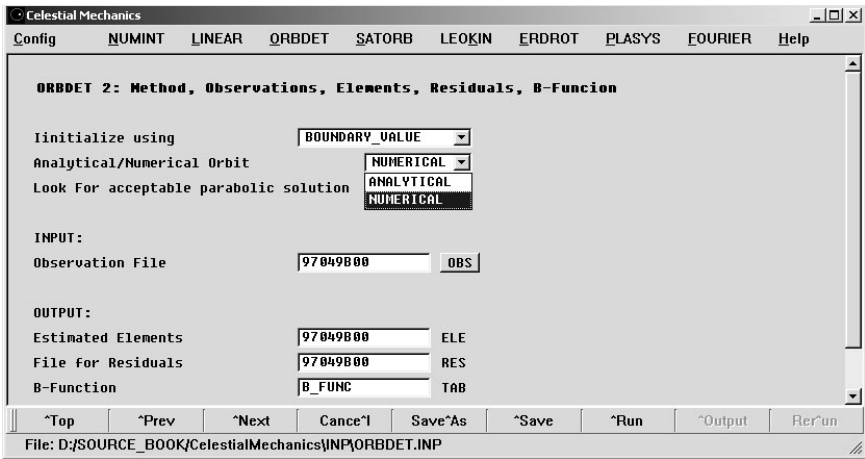 Celestial Mechanics
Config NUMINT LINEAR ORBDET SATORB LEOKIN ERDROT PLASYS FOURIER Help
ORBDET 2: Method, Observations, Elements, Residuals, B-Funcion
Iinitialize using BOUNDARY_VALUE
Analytical/Numerical Orbit NUMERICAL
ANALYTICAL
Look For acceptable parabolic solution
NUMERICAL
INPUT:
Observation File 97049B00 OBS
OUTPUT:
Estimated Elements 97049B00 ELE
File for Residuals 97049B00 RES
B-Function B_FUNC TAB
^Top ^Prev ^Next Cance^l Save^As ^Save ^Run ^Output Rer^un
File: D:/SOURCE_BOOK/CelestialMechanics\INP\ORBDET.INP